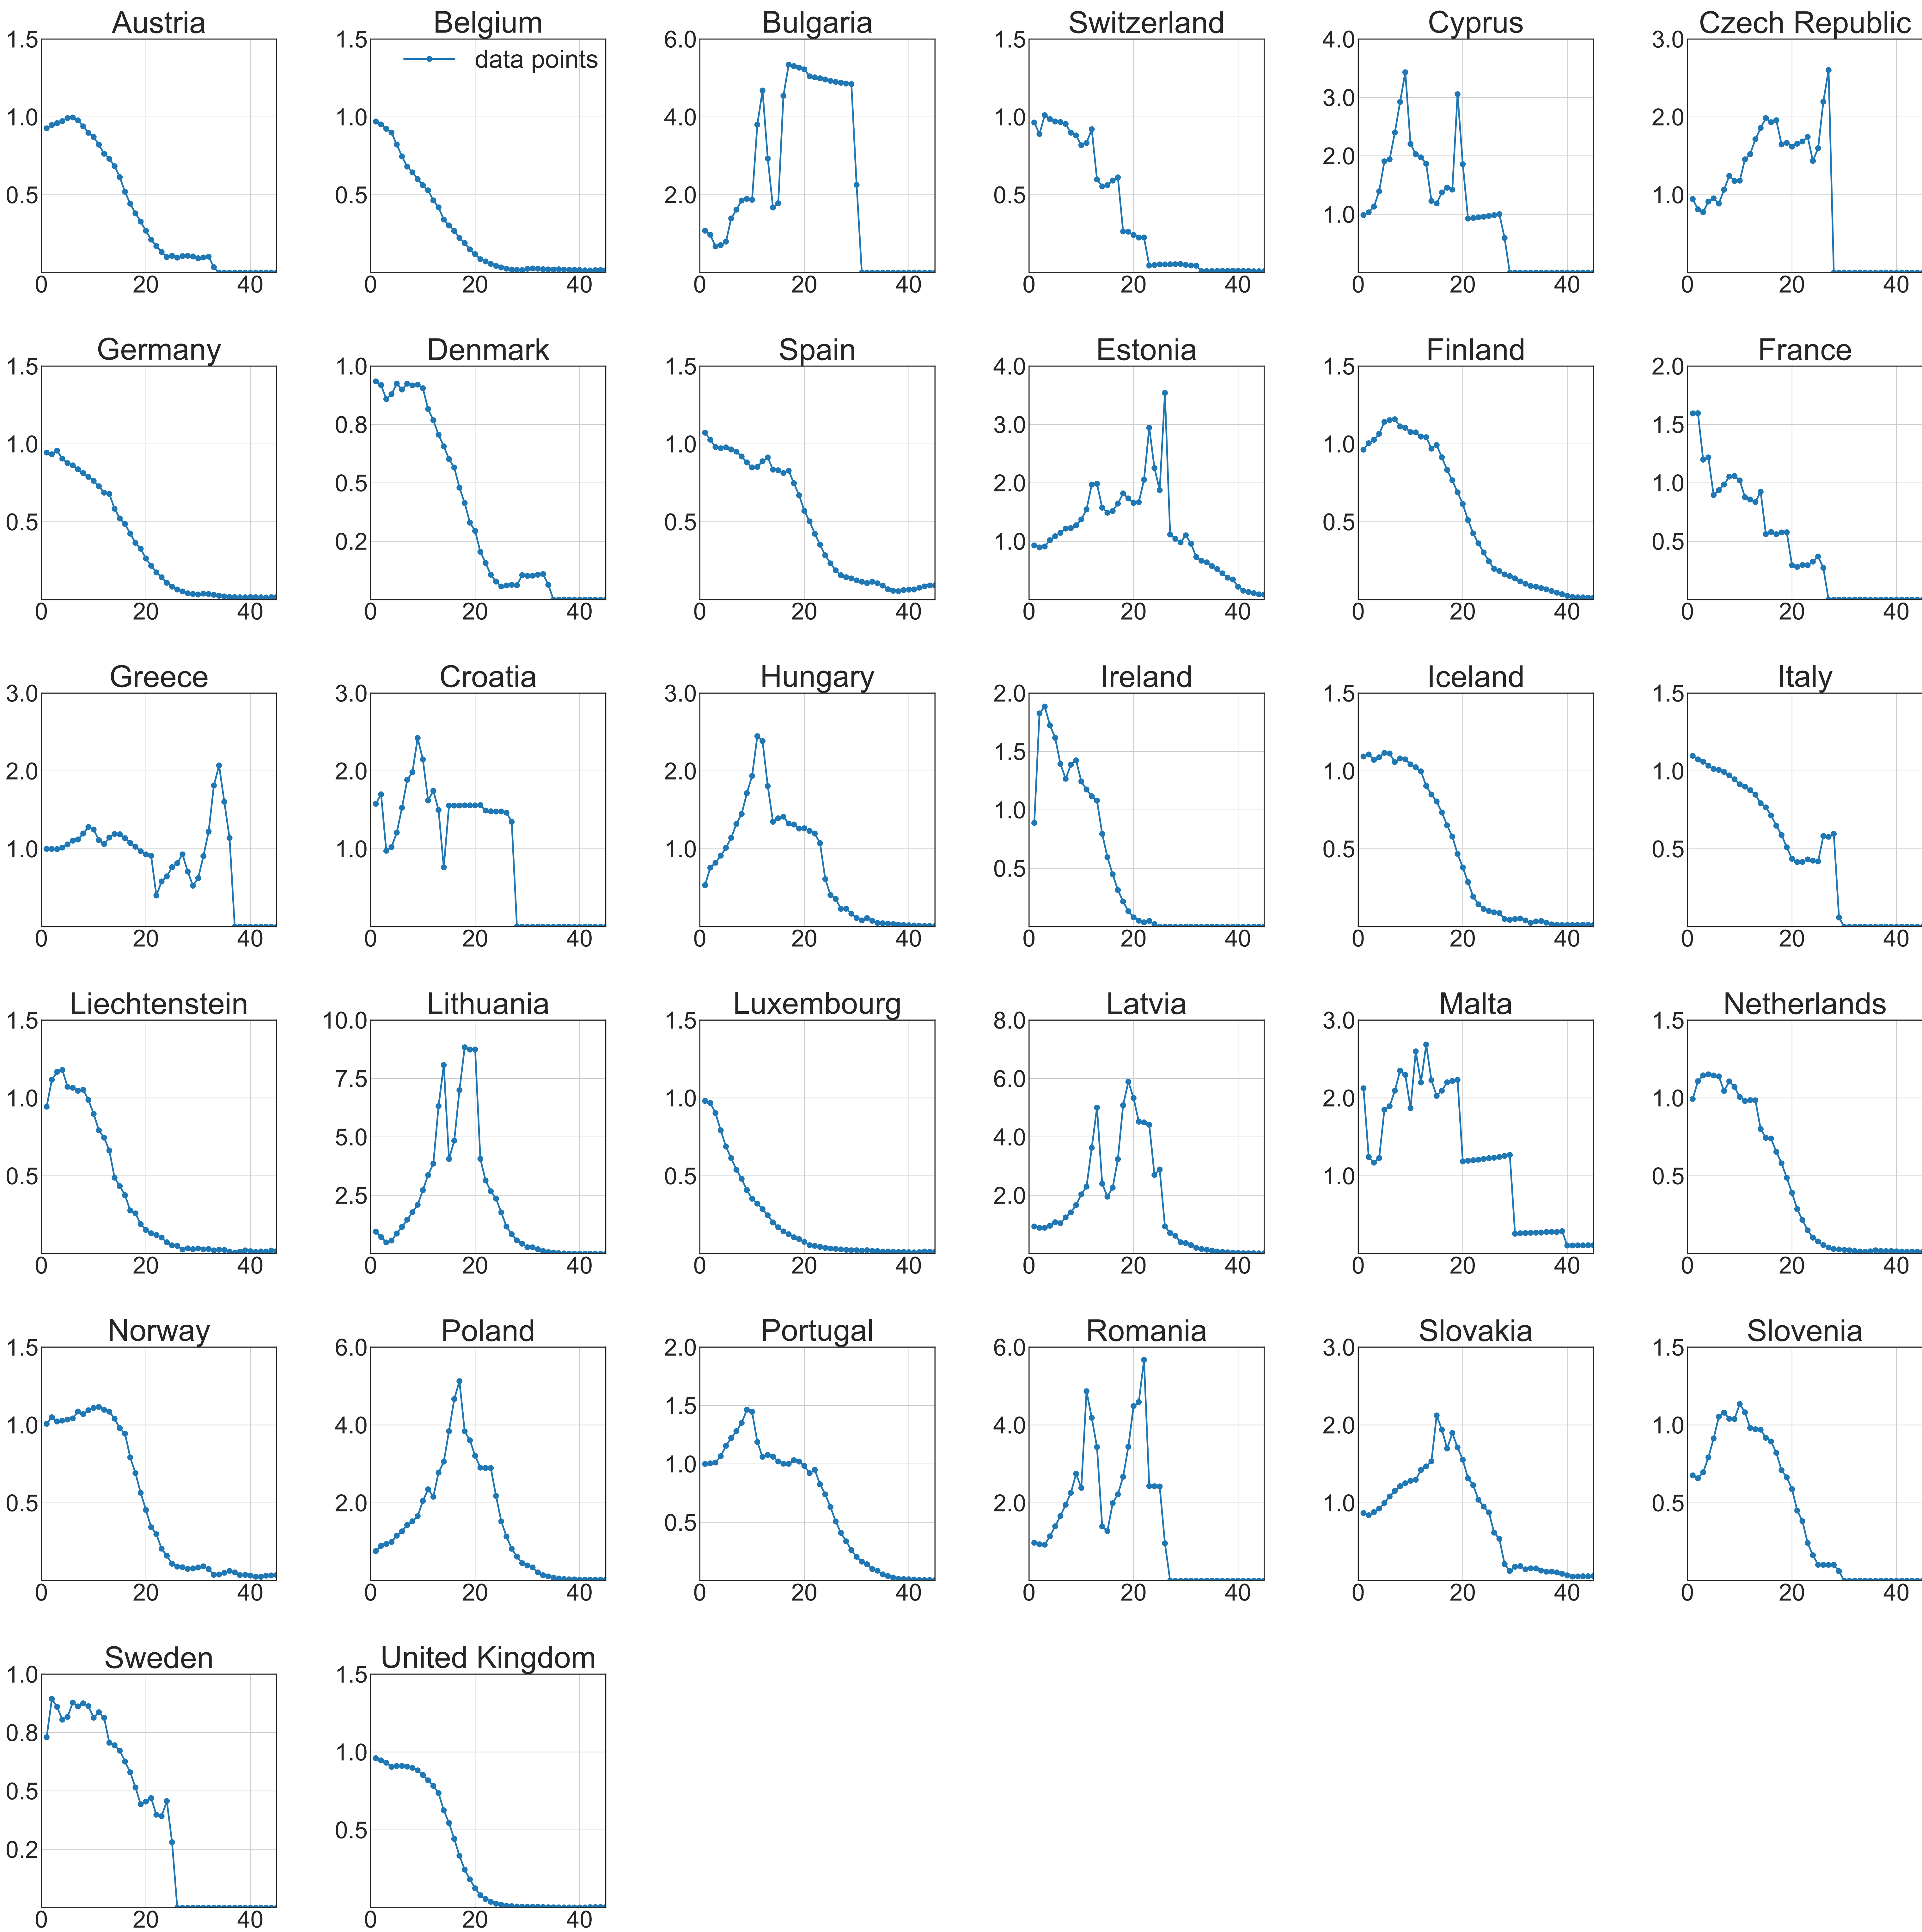 Austria Belgium Bulgaria Switzerland Cyprus Czech Republic
1.5 1.5 6.0 1.5 4.0 3.0
data points
3.0
1.0 1.0 4.0 1.0 2.0
2.0
0.5 0.5 2.0 0.5 1.0 1.0
0 20 40 0 20 40 0 20 40 0 20 40 0 20 40 0 20 40
Germany Denmark Spain Estonia Finland France
1.5 1.0 1.5 4.0 1.5 2.0
0.8 3.0 1.5
1.0 1.0 1.0
0.5 2.0 1.0
0.5 0.5 0.5
0.2 1.0 0.5
0 20 40 0 20 40 0 20 40 0 20 40 0 20 40 0 20 40
Greece Croatia Hungary Ireland Iceland Italy
3.0 3.0 3.0 2.0 1.5 1.5
1.5
2.0 2.0 2.0 1.0 1.0
1.0
1.0 1.0 1.0 0.5 0.5
0.5
0 20 40 0 20 40 0 20 40 0 20 40 0 20 40 0 20 40
Liechtenstein Lithuania Luxembourg Latvia Malta Netherlands
1.5 10.0 1.5 8.0 3.0 1.5
7.5 6.0
1.0 1.0 2.0 1.0
5.0 4.0
0.5 0.5 1.0 0.5
2.5 2.0
0 20 40 0 20 40 0 20 40 0 20 40 0 20 40 0 20 40
Norway Poland Portugal Romania Slovakia Slovenia
1.5 6.0 2.0 6.0 3.0 1.5
1.5
1.0 4.0 4.0 2.0 1.0
1.0
0.5 2.0 2.0 1.0 0.5
0.5
0 20 40 0 20 40 0 20 40 0 20 40 0 20 40 0 20 40
Sweden United Kingdom
1.0 1.5
0.8
1.0
0.5
0.5
0.2
0 20 40 0 20 40